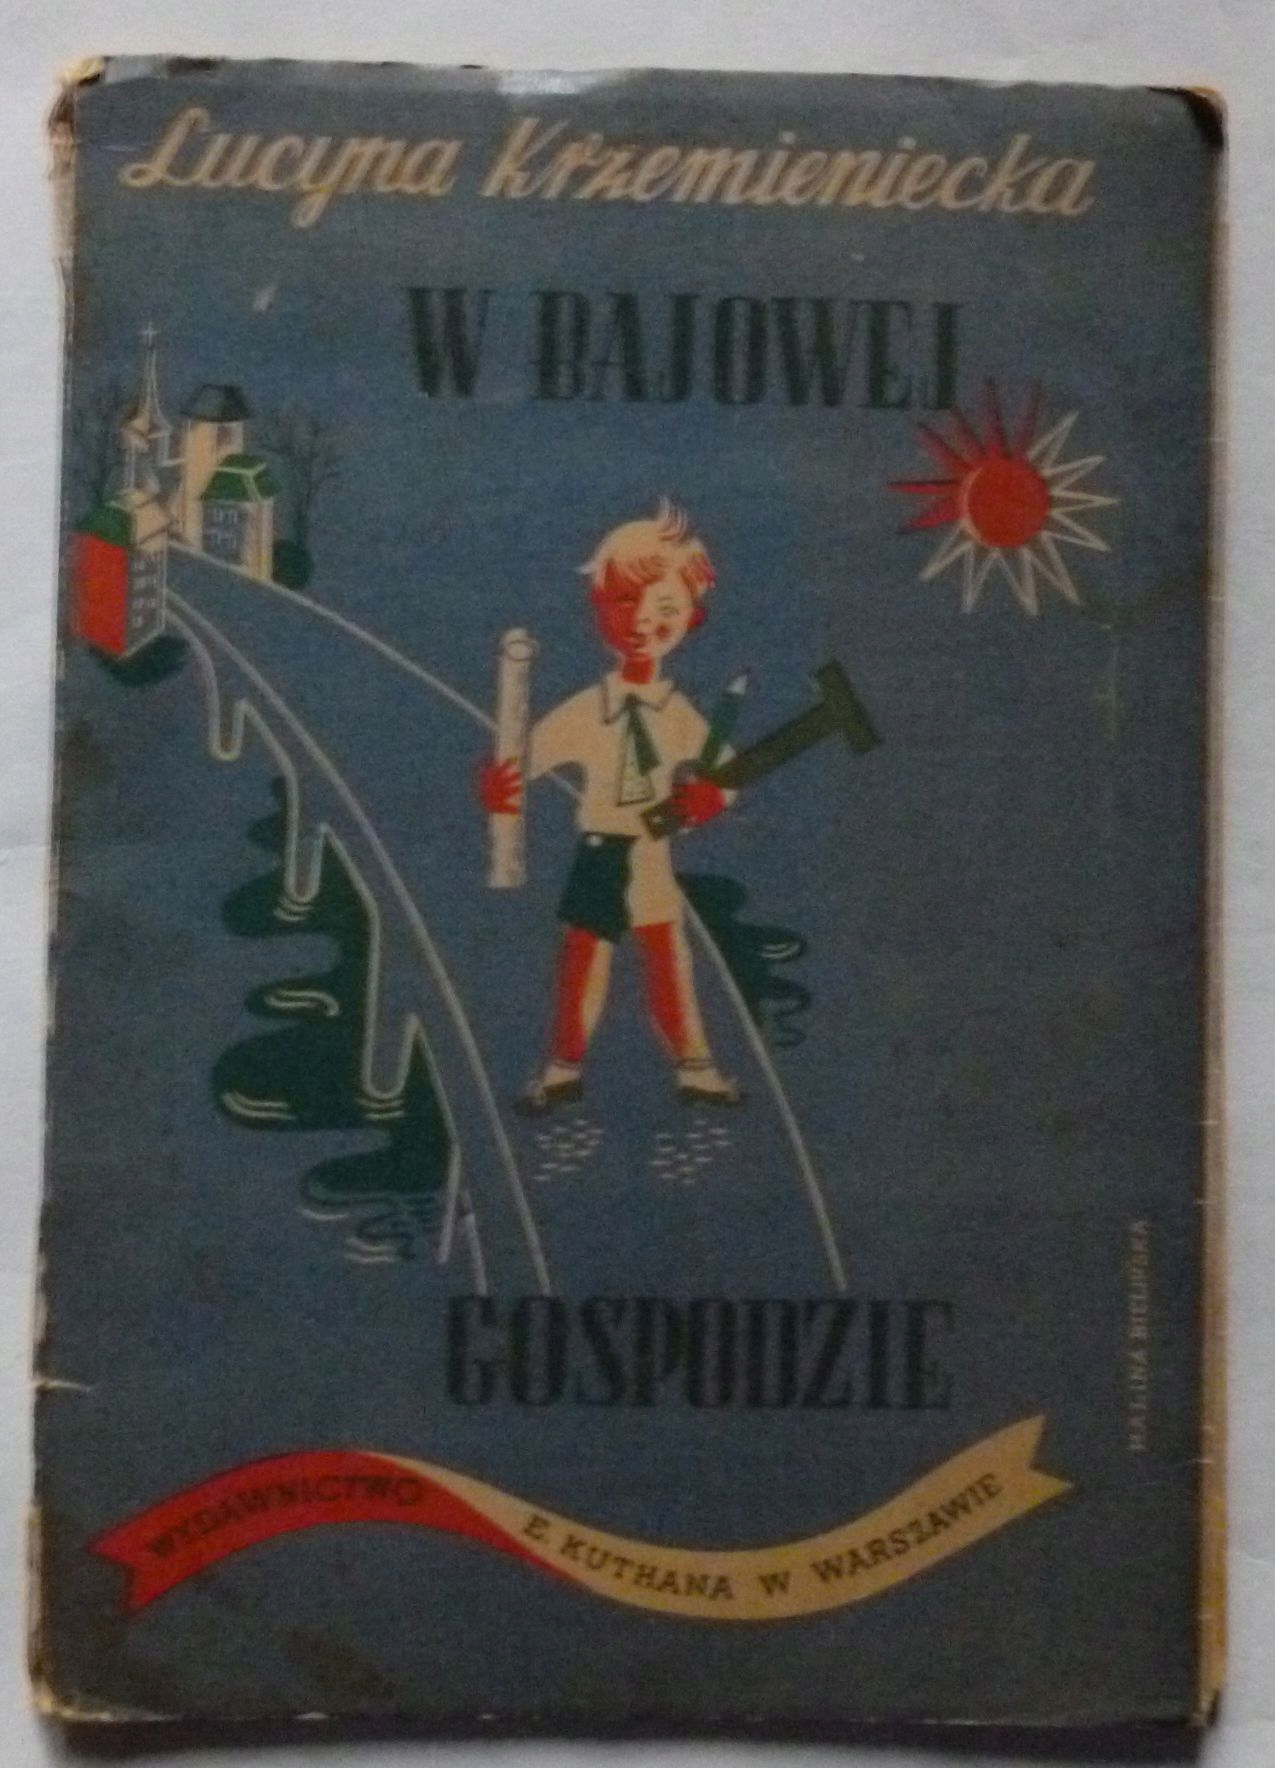 Lucyna Krzemieniecka
W BAJOWEJ
GOSPODZIE
HALINA BIELIŃSKA
WYDAWNICTWO E. KUTHANA W WARSZAWIE